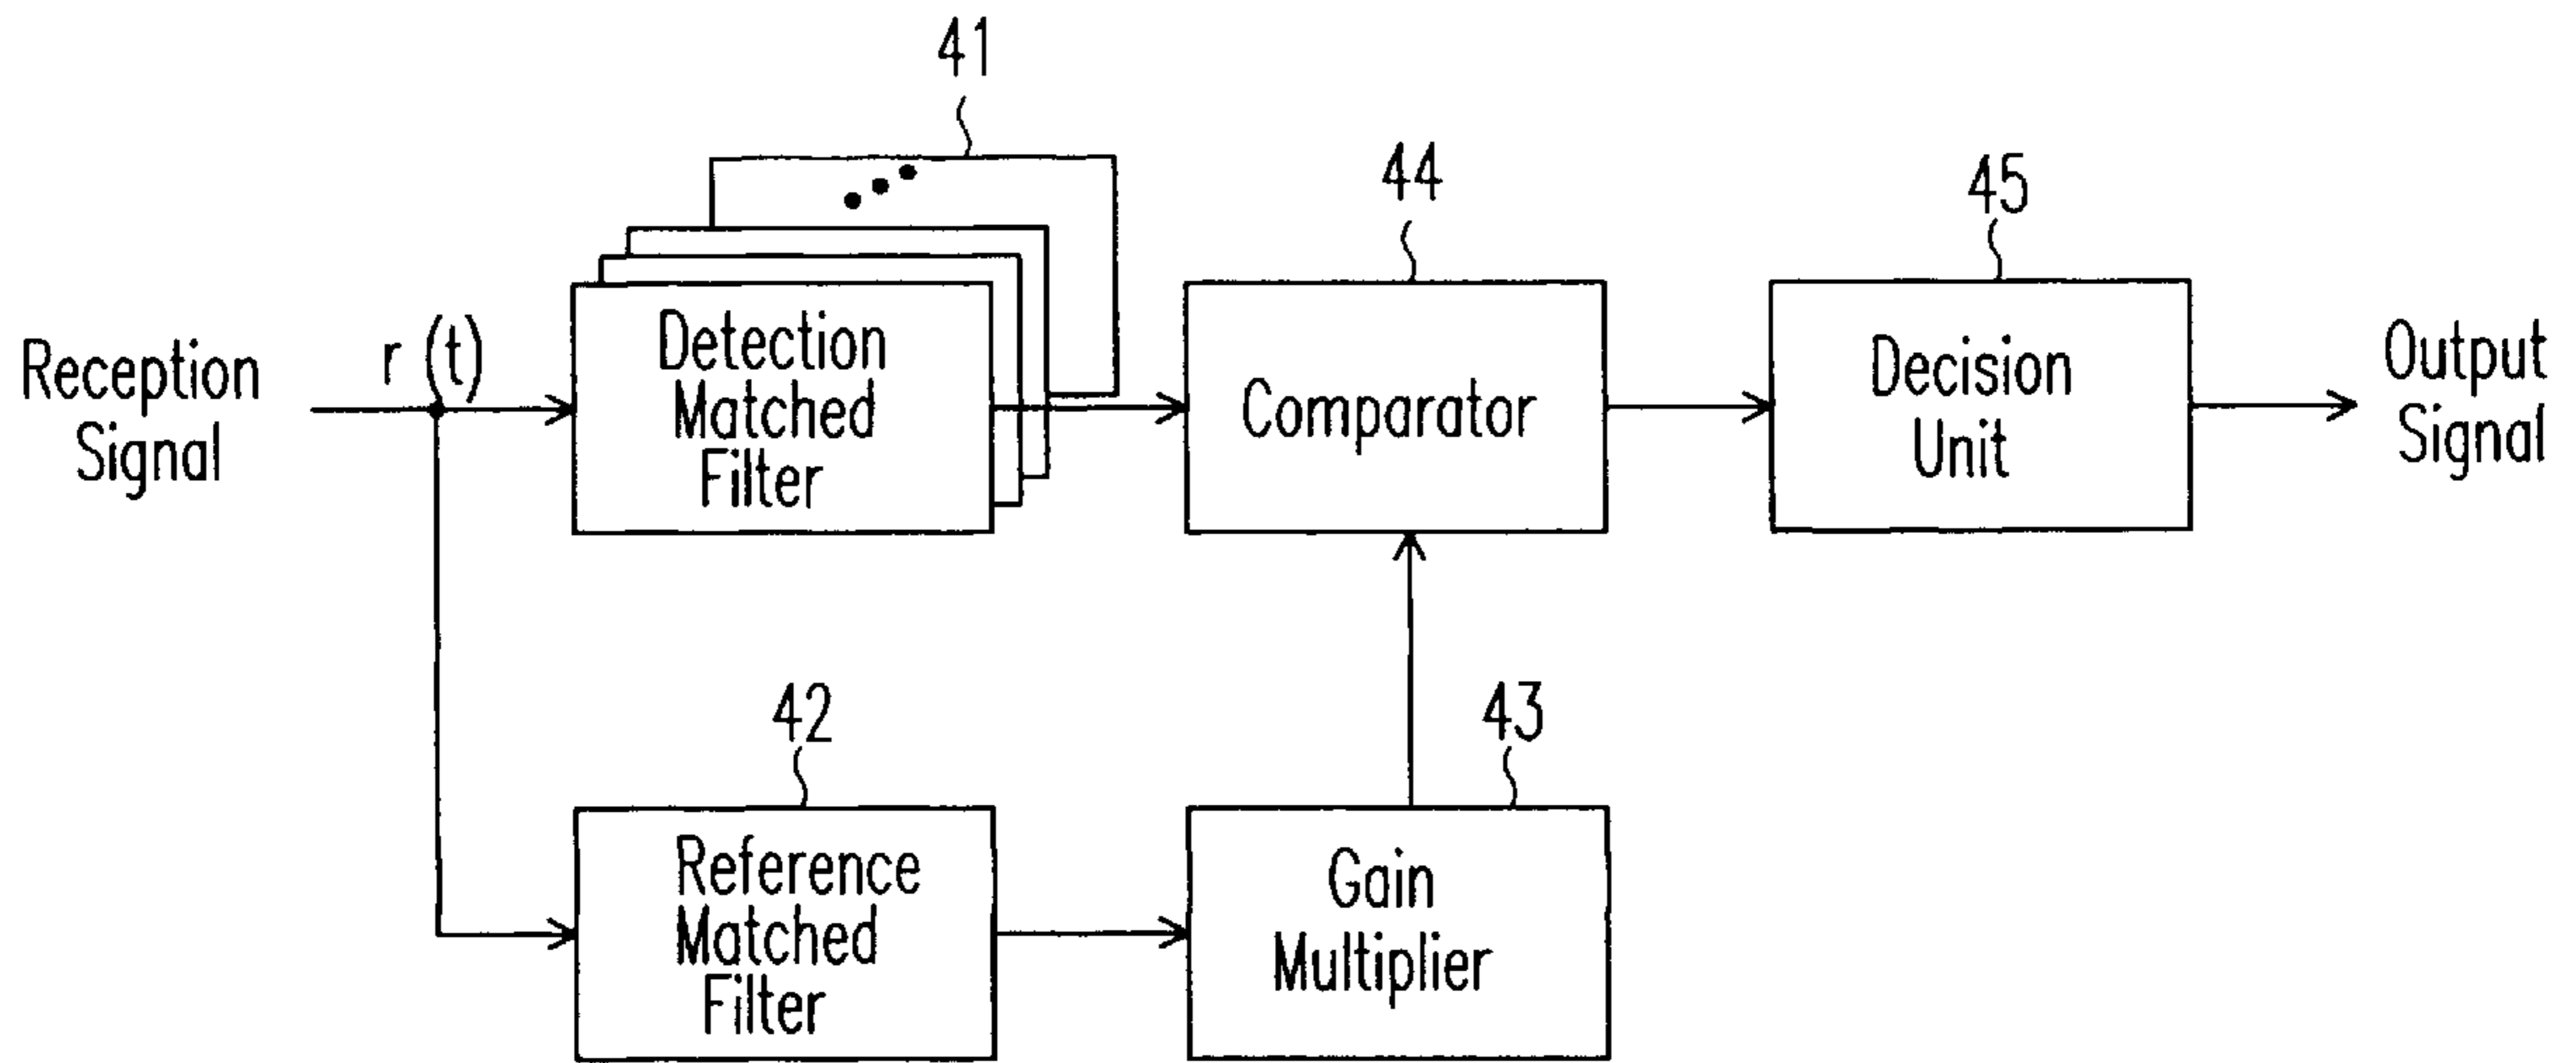 41
44
45
Reception
Signal
r (t)
Detection
Matched
Filter
Comparator
Decision
Unit
Output
Signal
42
43
Reference
Matched
Filter
Gain
Multiplier